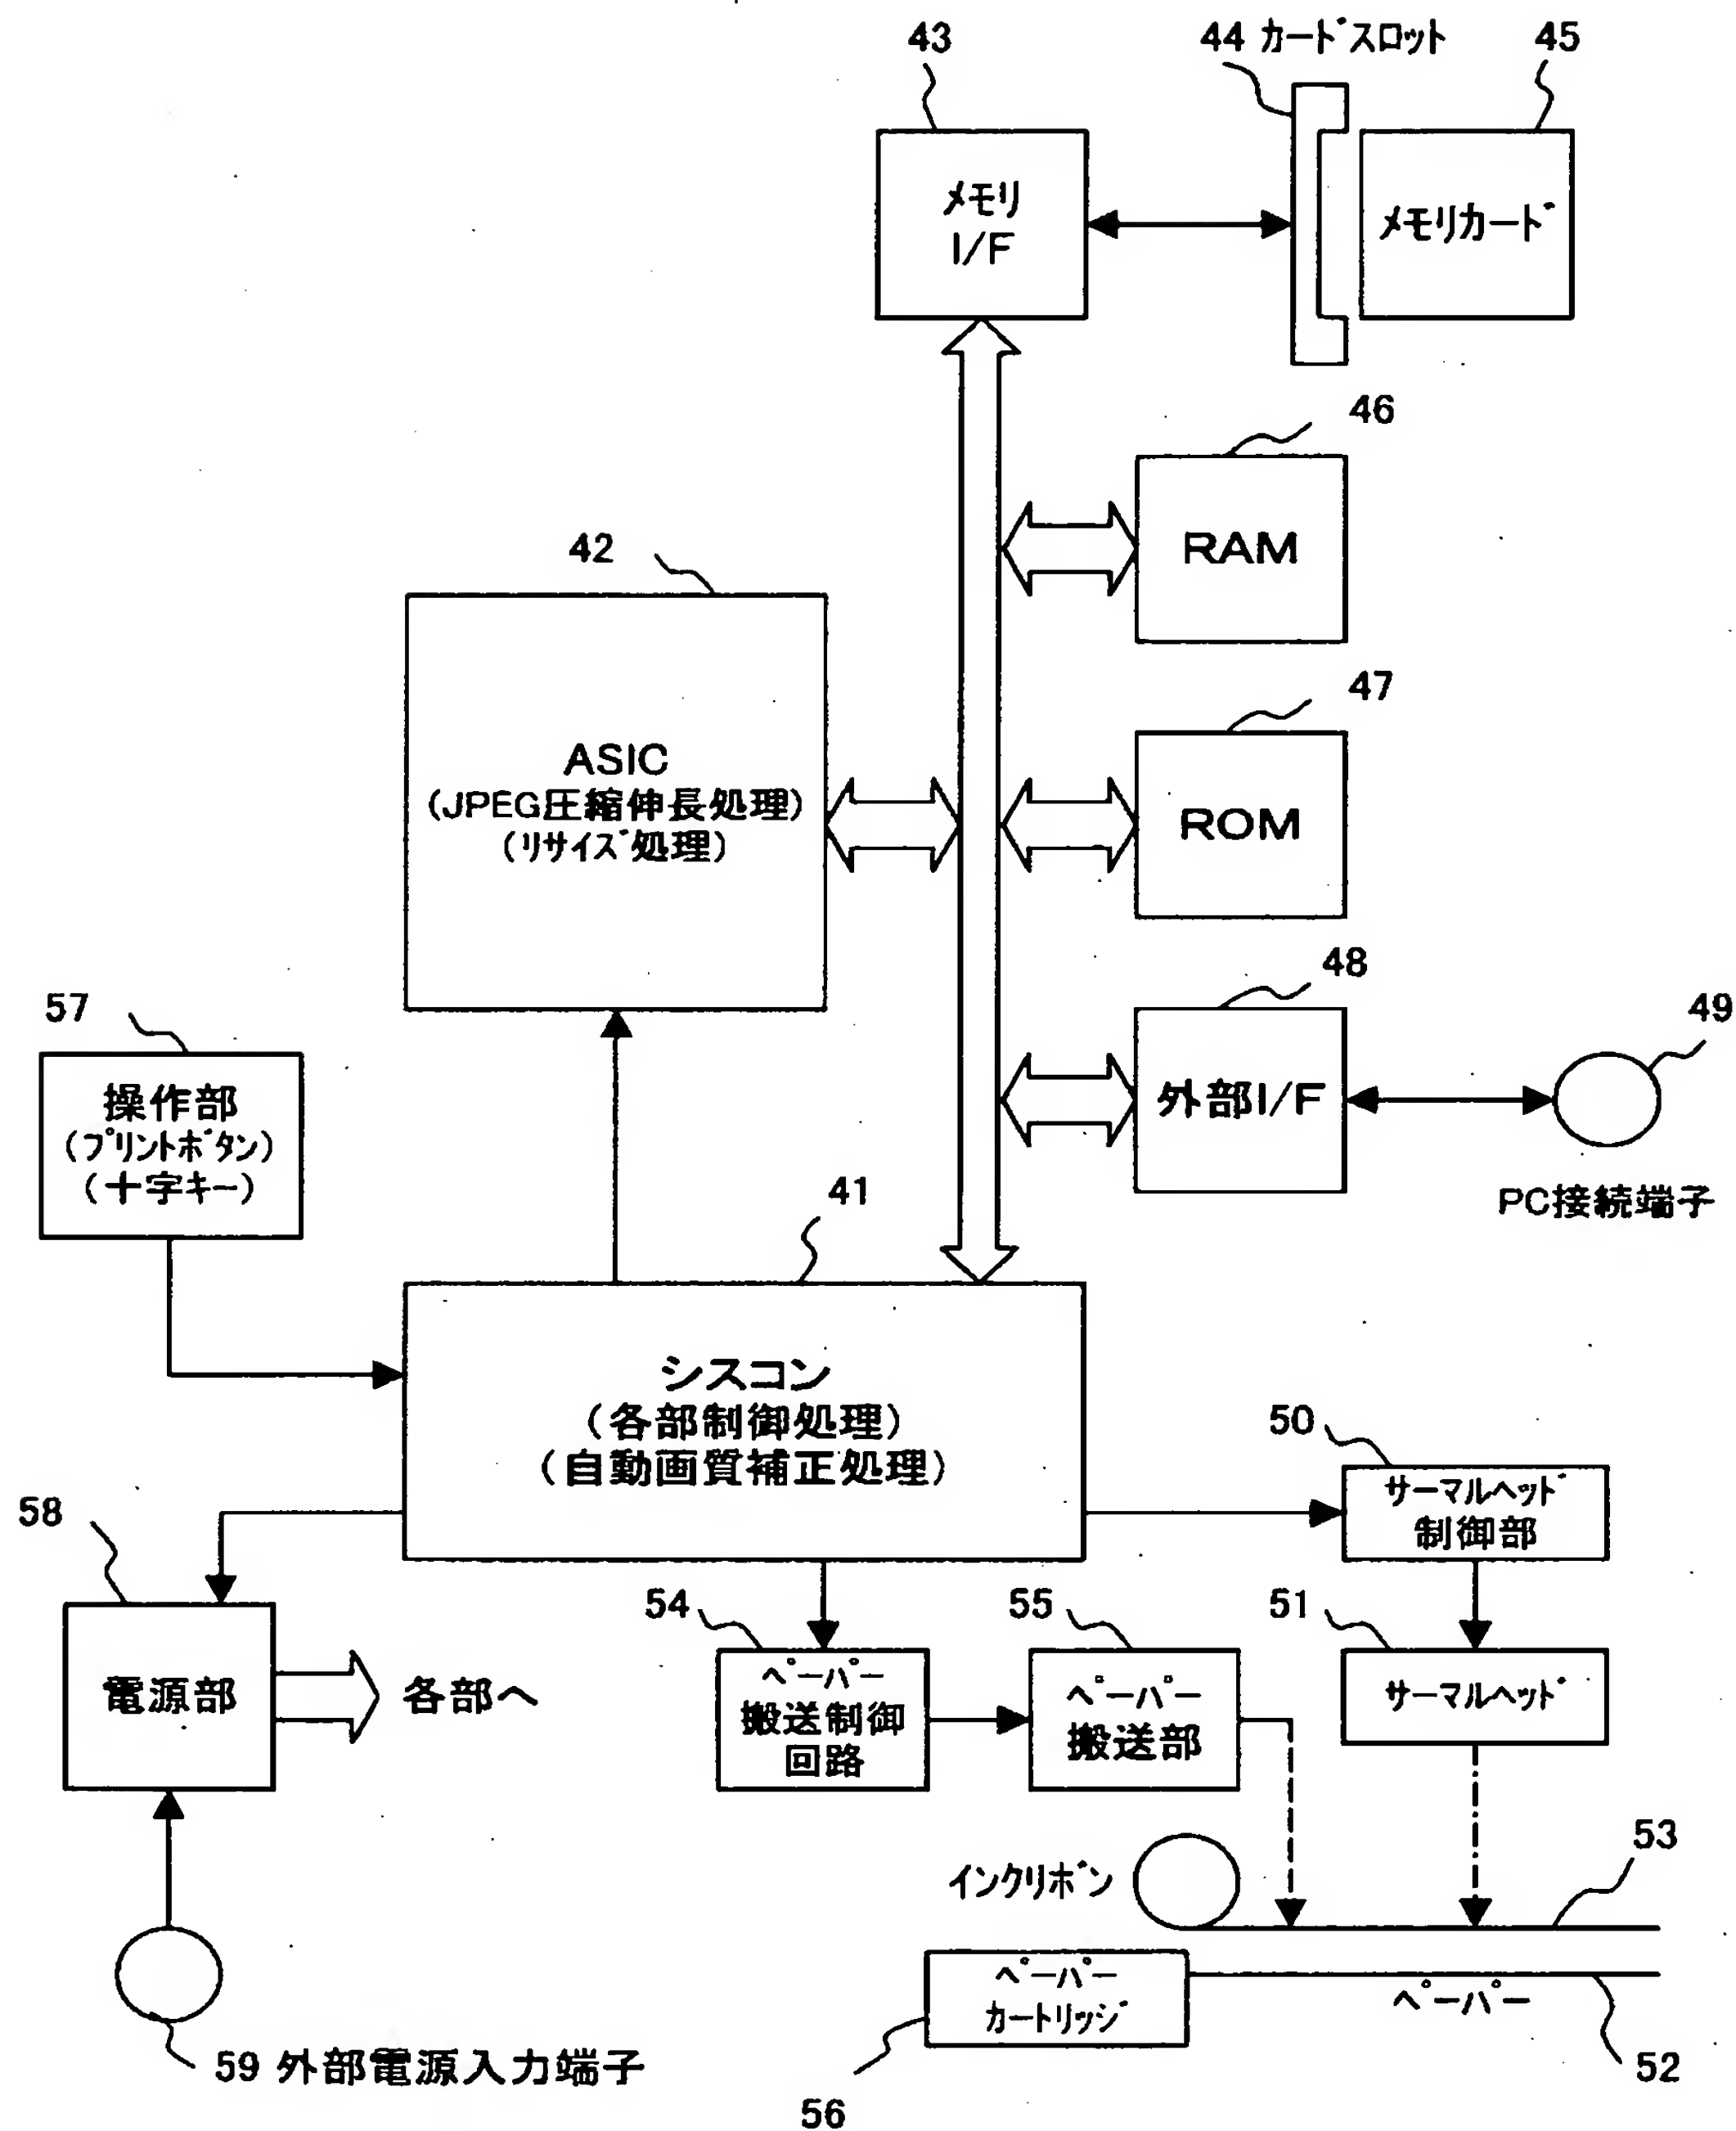 43
44 カードスロット
45
メモリ
I/F
メモリカード
46
RAM
42
47
ASIC
(JPEG圧縮伸長処理)
(リサイズ処理)
ROM
48
49
57
外部I/F
操作部
(プリントボタン)
(十字キー)
PC接続端子
41
シスコン
(各部制御処理)
(自動画質補正処理)
50
サーマルヘッド
制御部
58
54
55
51
電源部
各部へ
ペーパー
搬送制御
回路
ペーパー
搬送部
サーマルヘッド
53
インクリボン
ペーパー
カートリッジ
ペーパー
59 外部電源入力端子
52
56